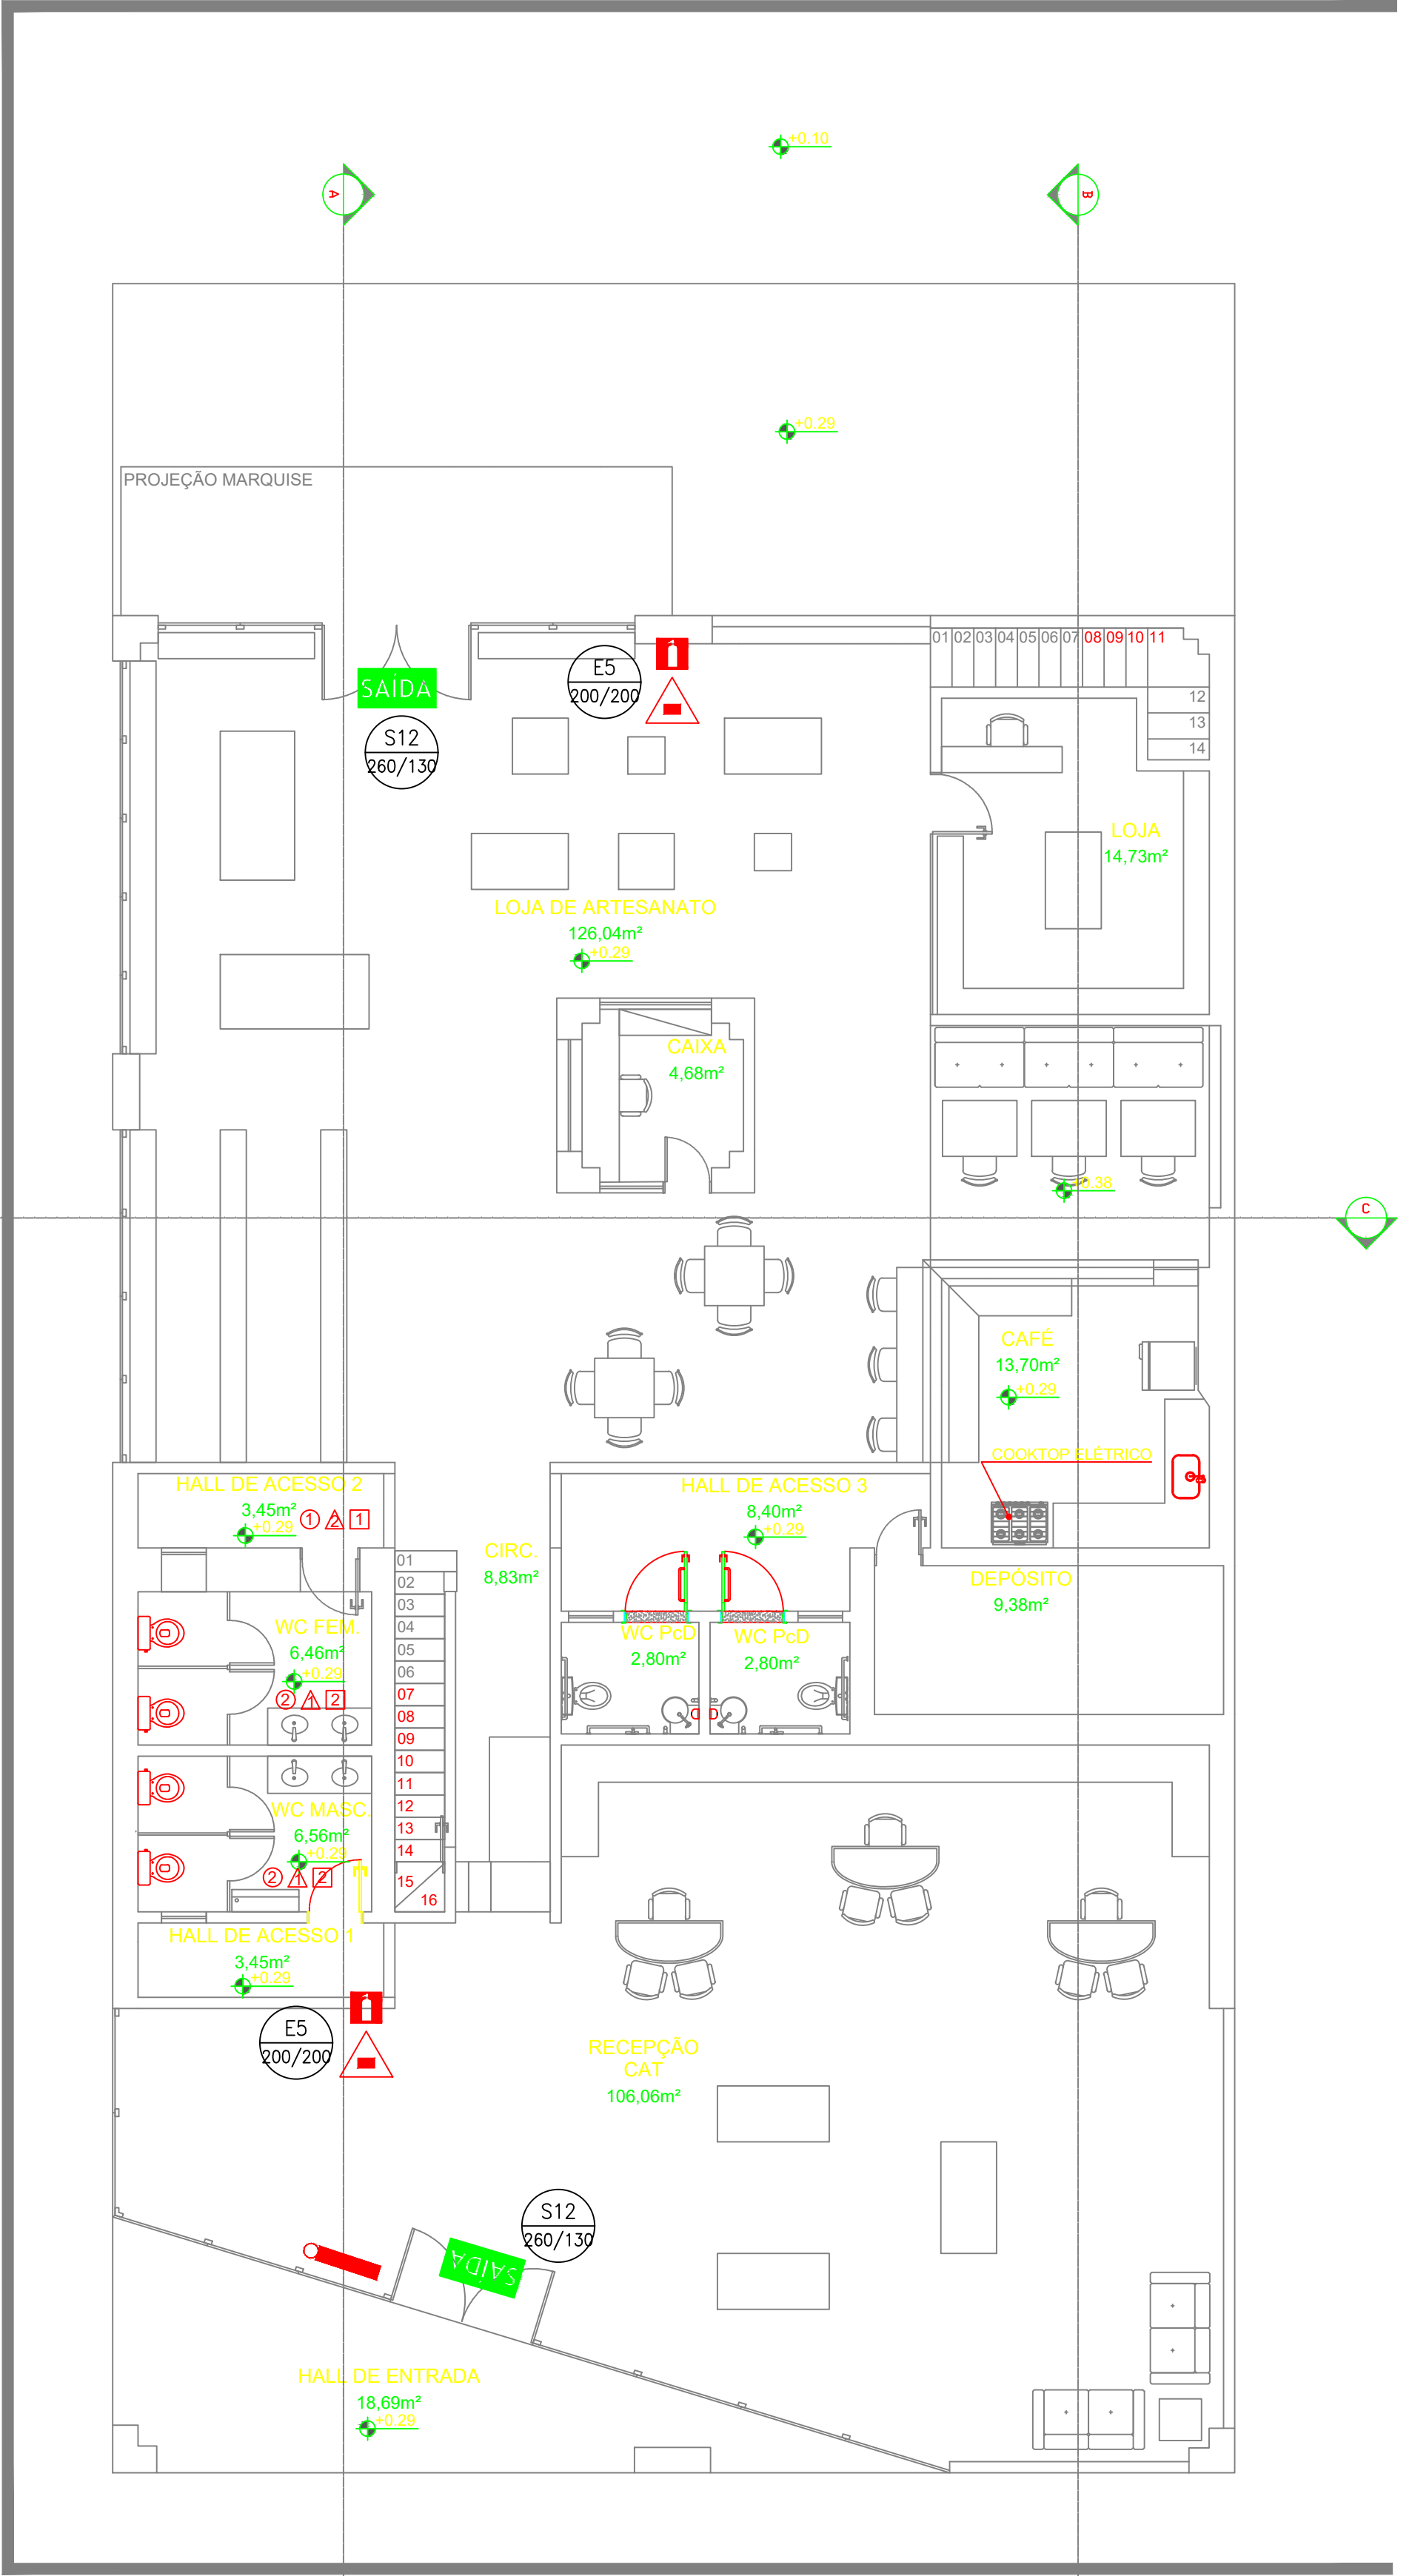 +0.10
A
B
+0.29
PROJEÇÃO MARQUISE
01 02 03 04 05 06 07 08 09 10 11
12
13
14
E5
200/200
SAÍDA
S12
260/130
LOJA
14,73m²
LOJA DE ARTESANATO
126,04m²
+0.29
CAIXA
4,68m²
+0.38
C
CAFÉ
13,70m²
+0.29
COOKTOP ELÉTRICO
HALL DE ACESSO 2
3,45m²
+0.29
1 2 1
HALL DE ACESSO 3
8,40m²
+0.29
CIRC.
8,83m²
01
02
03
04
05
06
07
08
09
10
11
12
13
14
15
16
DEPÓSITO
9,38m²
WC FEM.
6,46m²
+0.29
2 1 2
WC PcD
2,80m²
WC PcD
2,80m²
WC MASC.
6,56m²
+0.29
2 1 2
HALL DE ACESSO 1
3,45m²
+0.29
E5
200/200
RECEPÇÃO
CAT
106,06m²
S12
260/130
SAÍDA
HALL DE ENTRADA
18,69m²
+0.29